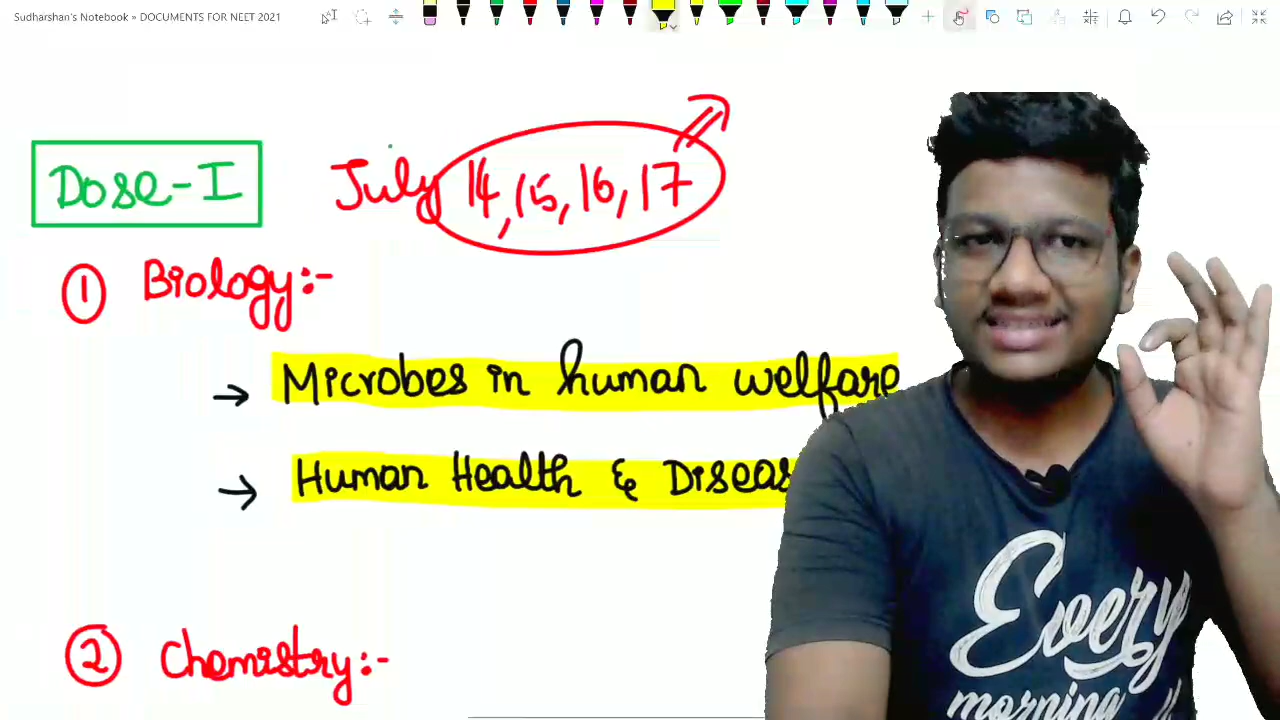 Sudharshan's Notebook » DOCUMENTS FOR NEET 2021
Dose-I July 14, 15, 16, 17
① Biology:-
→ Microbes in human welfare
→ Human Health & Diseas
② Chemistry:-
Every
morning